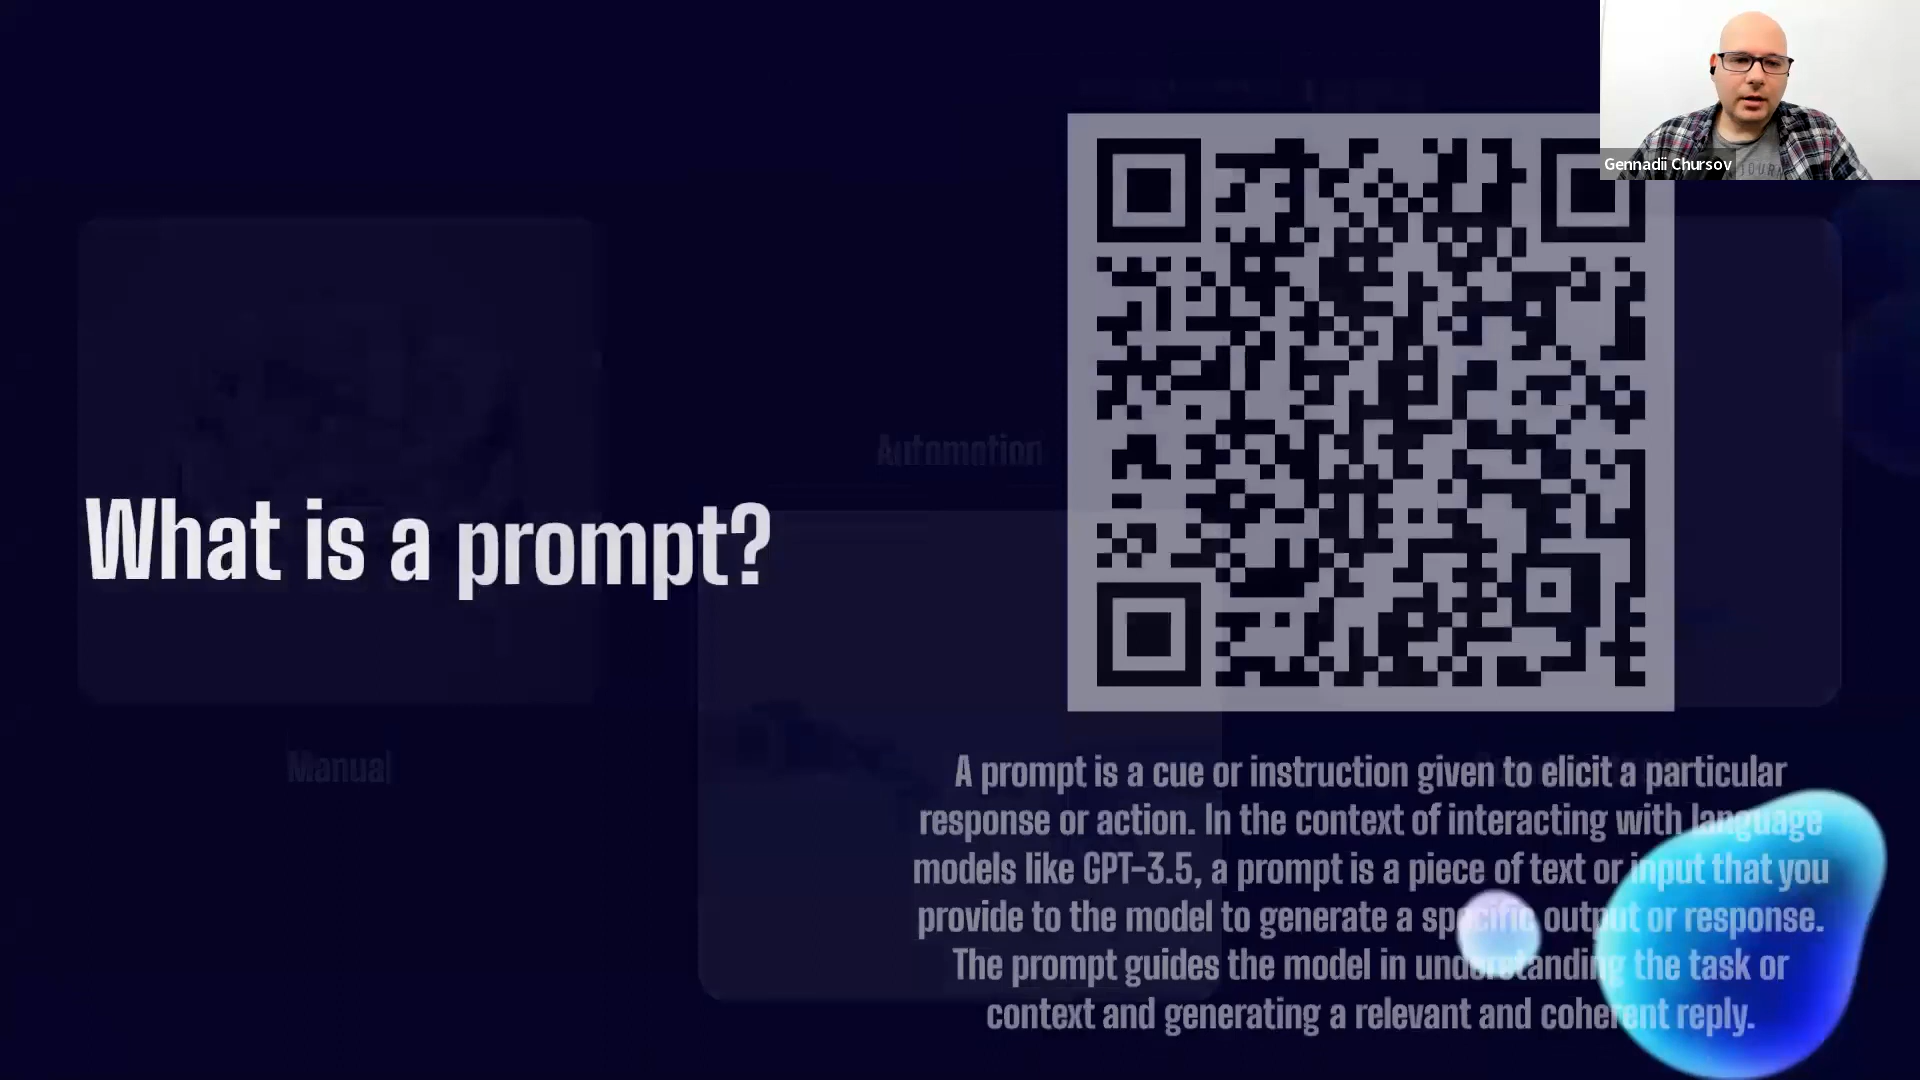 Gennadii Chursov
Automation
What is a prompt?
Manual
A prompt is a cue or instruction given to elicit a particular
response or action. In the context of interacting with language
models like GPT-3.5, a prompt is a piece of text or input that you
provide to the model to generate a specific output or response.
The prompt guides the model in understanding the task or
context and generating a relevant and coherent reply.